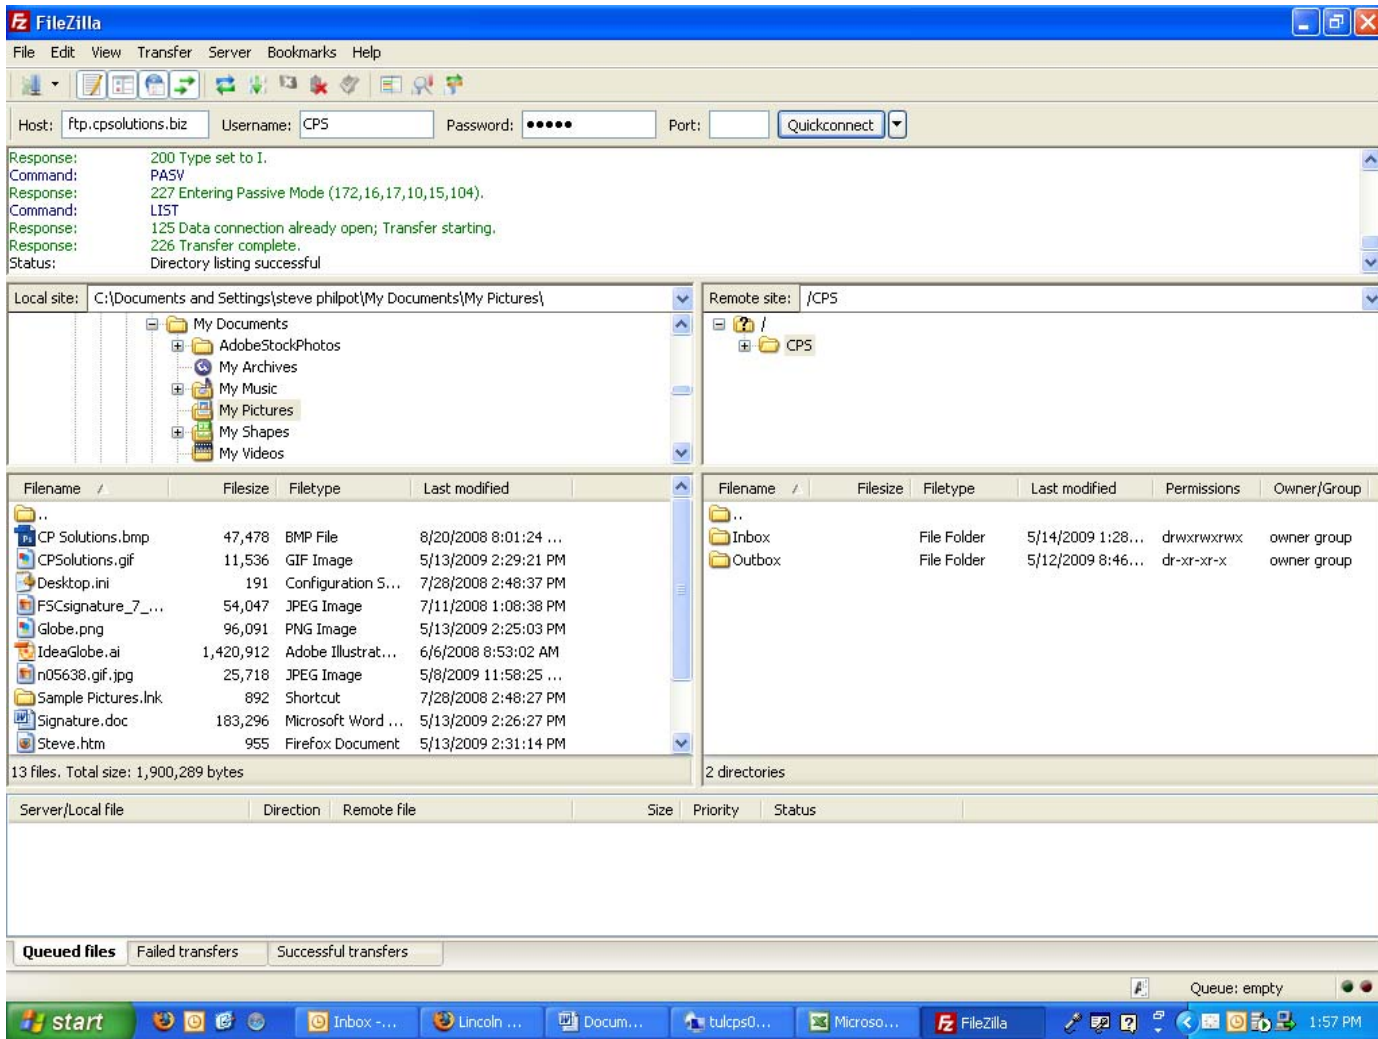 FileZilla
File Edit View Transfer Server Bookmarks Help
Host: ftp.cpsolutions.biz Username: CPS Password: ●●●●● Port: Quickconnect
Response: 200 Type set to I.
Command: PASV
Response: 227 Entering Passive Mode (172,16,17,10,15,104).
Command: LIST
Response: 125 Data connection already open; Transfer starting.
Response: 226 Transfer complete.
Status: Directory listing successful
Local site: C:\Documents and Settings\steve philpot\My Documents\My Pictures\
My Documents
AdobeStockPhotos
My Archives
My Music
My Pictures
My Shapes
My Videos
Remote site: /CPS
/
CPS
Filename Filesize Filetype Last modified
..
CP Solutions.bmp 47,478 BMP File 8/20/2008 8:01:24 ...
CPSolutions.gif 11,536 GIF Image 5/13/2009 2:29:21 PM
Desktop.ini 191 Configuration S... 7/28/2008 2:48:37 PM
FSCsignature_7_... 54,047 JPEG Image 7/11/2008 1:08:38 PM
Globe.png 96,091 PNG Image 5/13/2009 2:25:03 PM
IdeaGlobe.ai 1,420,912 Adobe Illustrat... 6/6/2008 8:53:02 AM
n05638.gif.jpg 25,718 JPEG Image 5/8/2009 11:58:25 ...
Sample Pictures.lnk 892 Shortcut 7/28/2008 2:48:27 PM
Signature.doc 183,296 Microsoft Word ... 5/13/2009 2:26:27 PM
Steve.htm 955 Firefox Document 5/13/2009 2:31:14 PM
13 files. Total size: 1,900,289 bytes
Filename Filesize Filetype Last modified Permissions Owner/Group
..
Inbox File Folder 5/14/2009 1:28... drwxrwxrwx owner group
Outbox File Folder 5/12/2009 8:46... dr-xr-xr-x owner group
2 directories
Server/Local file Direction Remote file Size Priority Status
Queued files Failed transfers Successful transfers
Queue: empty
start Inbox -... Lincoln ... Docum... tulcps0... Microso... FileZilla 1:57 PM